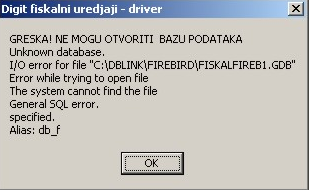 Digit fiskalni uredjaji - driver
GRESKA! NE MOGU OTVORITI  BAZU PODATAKA
Unknown database.
I/O error for file "C:\DBLINK\FIREBIRD\FISKALFIREB1.GDB"
Error while trying to open file
The system cannot find the file
General SQL error.
specified.
Alias: db_f
OK